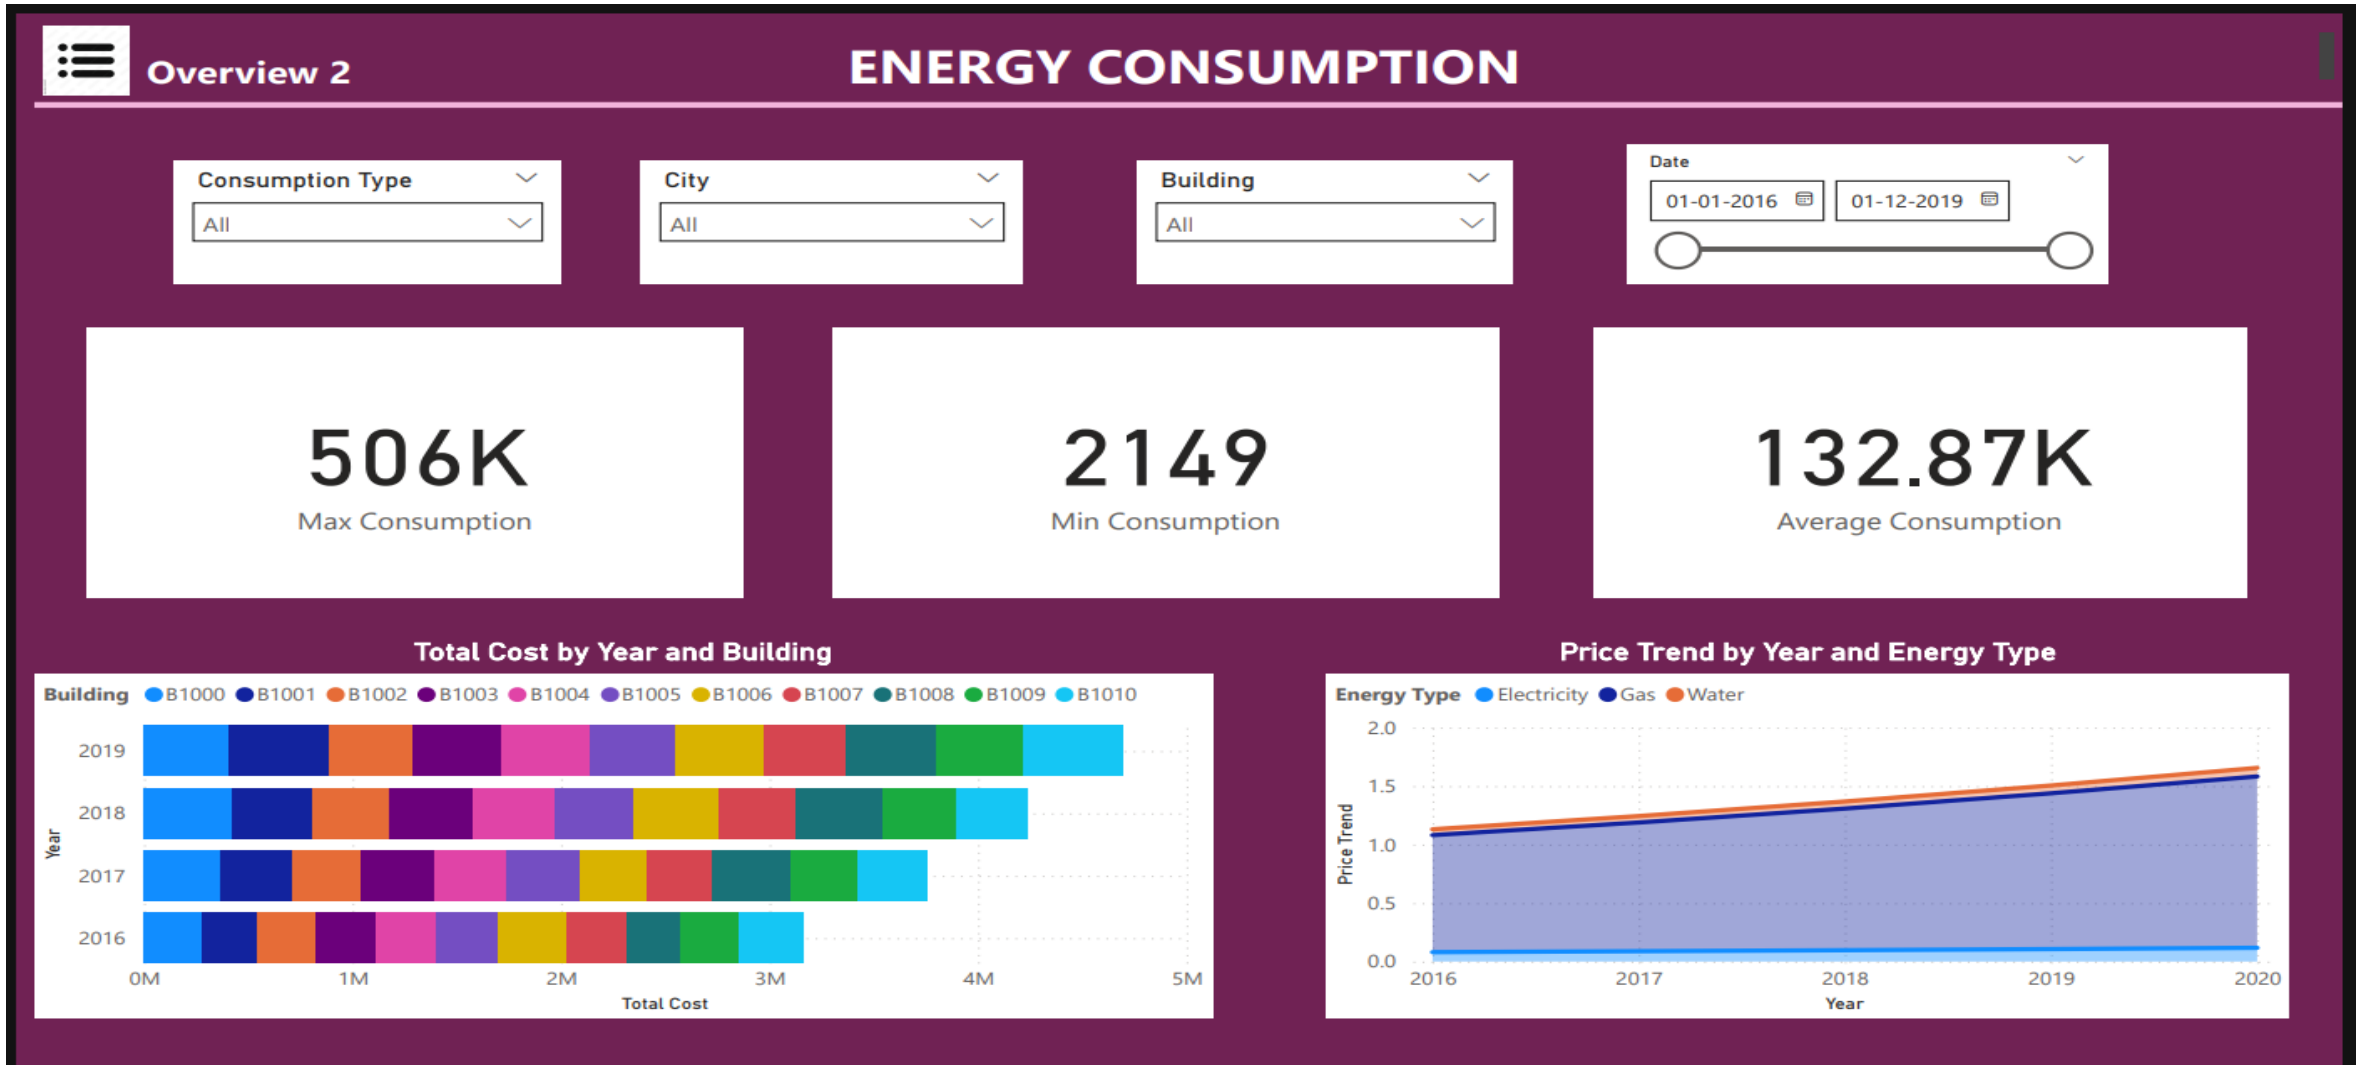 Overview 2
ENERGY CONSUMPTION
Consumption Type
All
City
All
Building
All
Date
01-01-2016
01-12-2019
506K
Max Consumption
2149
Min Consumption
132.87K
Average Consumption
Total Cost by Year and Building
Building B1000 B1001 B1002 B1003 B1004 B1005 B1006 B1007 B1008 B1009 B1010
Year
2019
2018
2017
2016
0M 1M 2M 3M 4M 5M
Total Cost
Price Trend by Year and Energy Type
Energy Type Electricity Gas Water
Price Trend
2.0
1.5
1.0
0.5
0.0
2016 2017 2018 2019 2020
Year